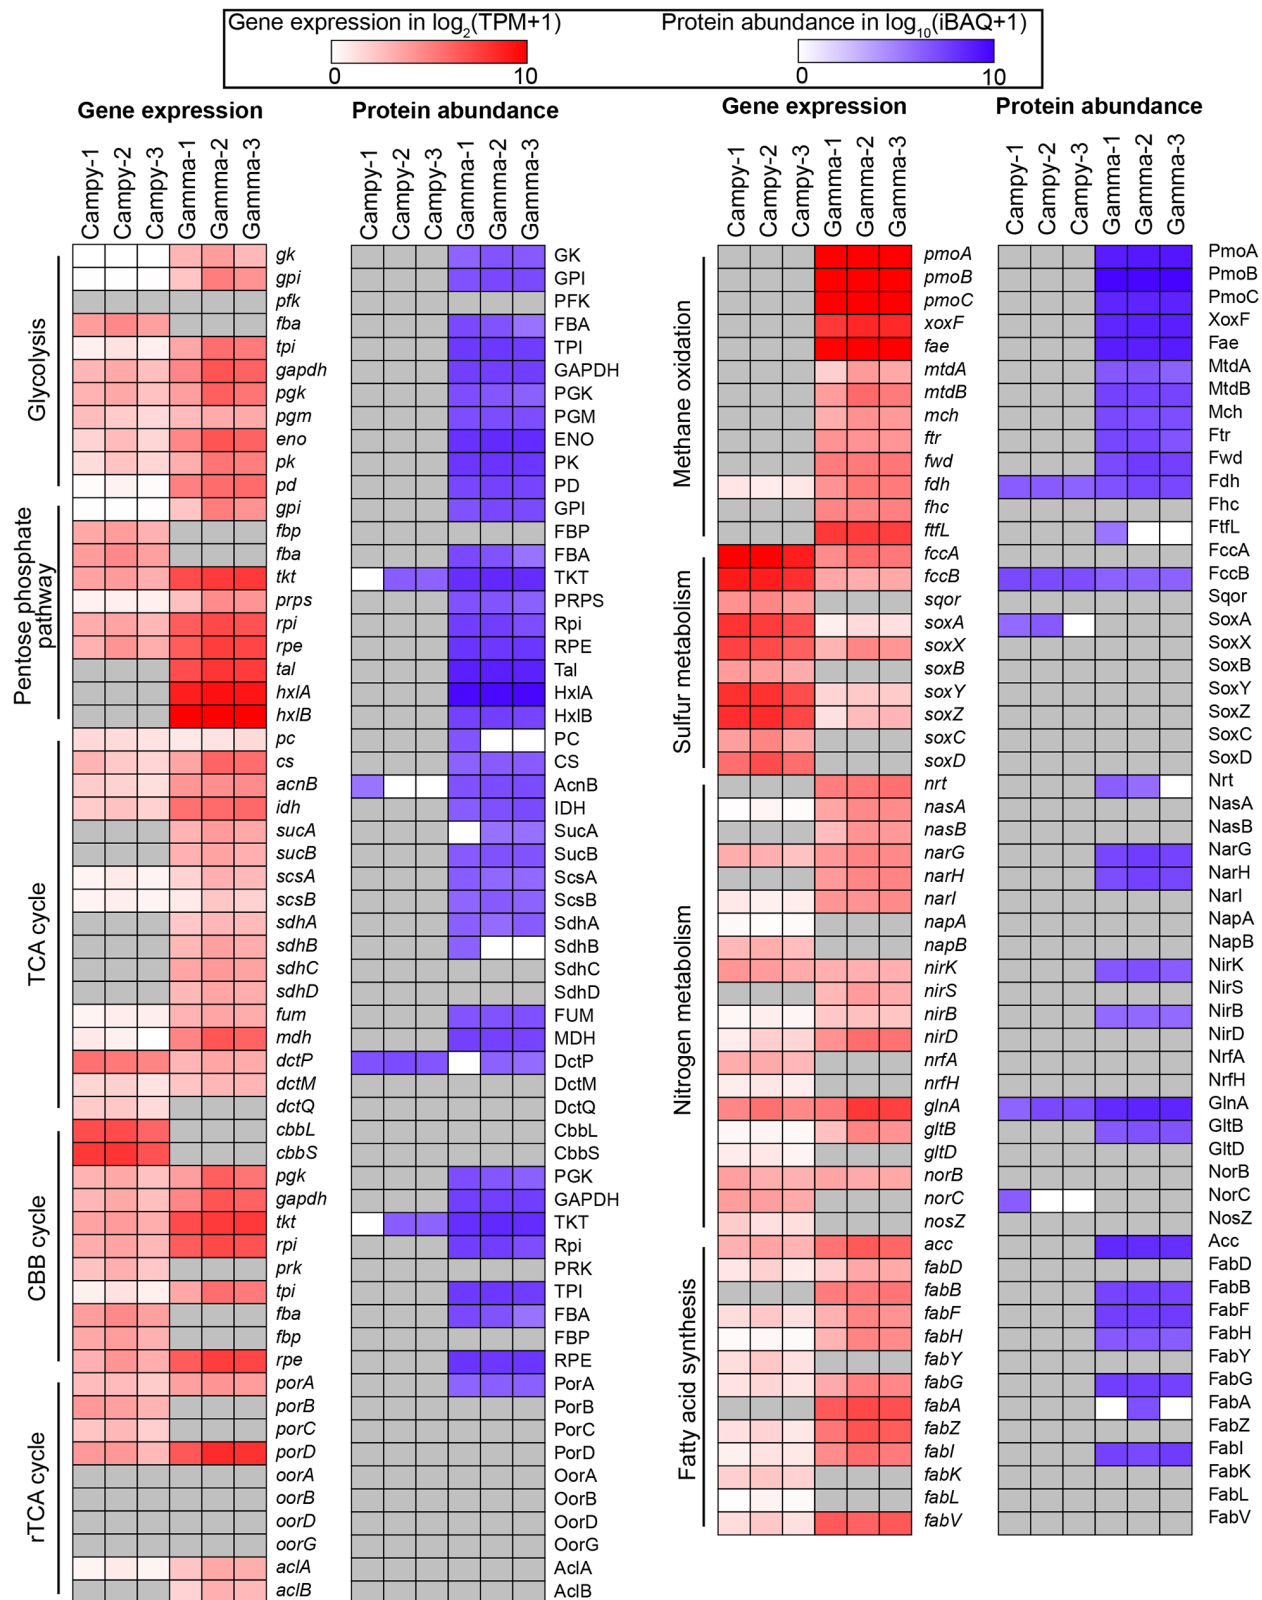 Gene expression in log2(TPM+1)
Protein abundance in log10(iBAQ+1)
0 10
0 10
Gene expression
Protein abundance
Campy-1
Campy-2
Campy-3
Gamma-1
Gamma-2
Gamma-3
Campy-1
Campy-2
Campy-3
Gamma-1
Gamma-2
Gamma-3
Glycolysis
gk GK
gpi GPI
pfk PFK
fba FBA
tpi TPI
gapdh GAPDH
pgk PGK
pgm PGM
eno ENO
pk PK
pd PD
Pentose phosphate
pathway
gpi GPI
fbp FBP
fba FBA
tkt TKT
prps PRPS
rpi Rpi
rpe RPE
tal Tal
hxlA HxlA
hxlB HxlB
TCA cycle
pc PC
cs CS
acnB AcnB
idh IDH
sucA SucA
sucB SucB
scsA ScsA
scsB ScsB
sdhA SdhA
sdhB SdhB
sdhC SdhC
sdhD SdhD
fum FUM
mdh MDH
dctP DctP
dctM DctM
dctQ DctQ
CBB cycle
cbbL CbbL
cbbS CbbS
pgk PGK
gapdh GAPDH
tkt TKT
rpi Rpi
prk PRK
tpi TPI
fba FBA
fbp FBP
rpe RPE
rTCA cycle
porA PorA
porB PorB
porC PorC
porD PorD
oorA OorA
oorB OorB
oorD OorD
oorG OorG
aclA AclA
aclB AclB
Gene expression
Protein abundance
Campy-1
Campy-2
Campy-3
Gamma-1
Gamma-2
Gamma-3
Campy-1
Campy-2
Campy-3
Gamma-1
Gamma-2
Gamma-3
Methane oxidation
pmoA PmoA
pmoB PmoB
pmoC PmoC
xoxF XoxF
fae Fae
mtdA MtdA
mtdB MtdB
mch Mch
ftr Ftr
fwd Fwd
fdh Fdh
fhc Fhc
ftfL FtfL
Sulfur metabolism
fccA FccA
fccB FccB
sqor Sqor
soxA SoxA
soxX SoxX
soxB SoxB
soxY SoxY
soxZ SoxZ
soxC SoxC
soxD SoxD
Nitrogen metabolism
nrt Nrt
nasA NasA
nasB NasB
narG NarG
narH NarH
narI NarI
napA NapA
napB NapB
nirK NirK
nirS NirS
nirB NirB
nirD NirD
nrfA NrfA
nrfH NrfH
glnA GlnA
gltB GltB
gltD GltD
norB NorB
norC NorC
nosZ NosZ
Fatty acid synthesis
acc Acc
fabD FabD
fabB FabB
fabF FabF
fabH FabH
fabY FabY
fabG FabG
fabA FabA
fabZ FabZ
fabI FabI
fabK FabK
fabL FabL
fabV FabV